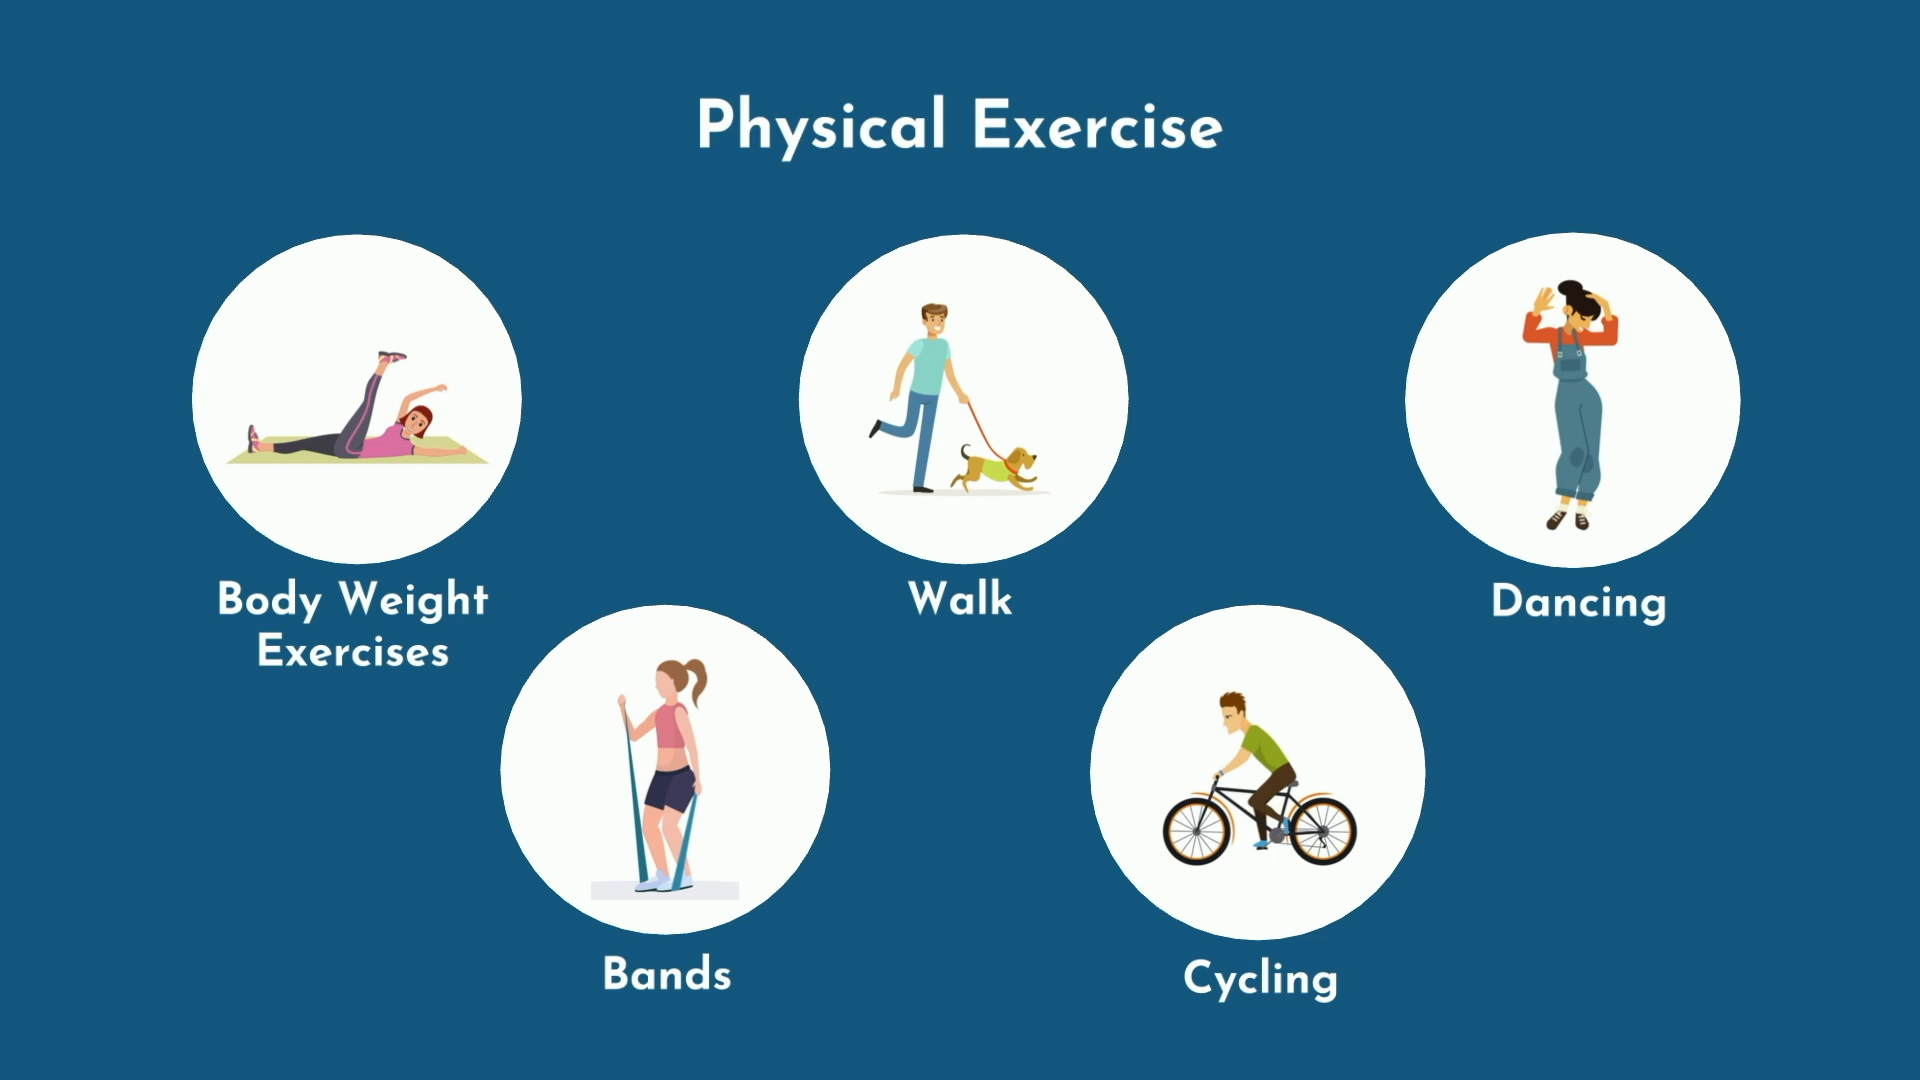 Physical Exercise
Body Weight
Exercises
Walk
Dancing
Bands
Cycling